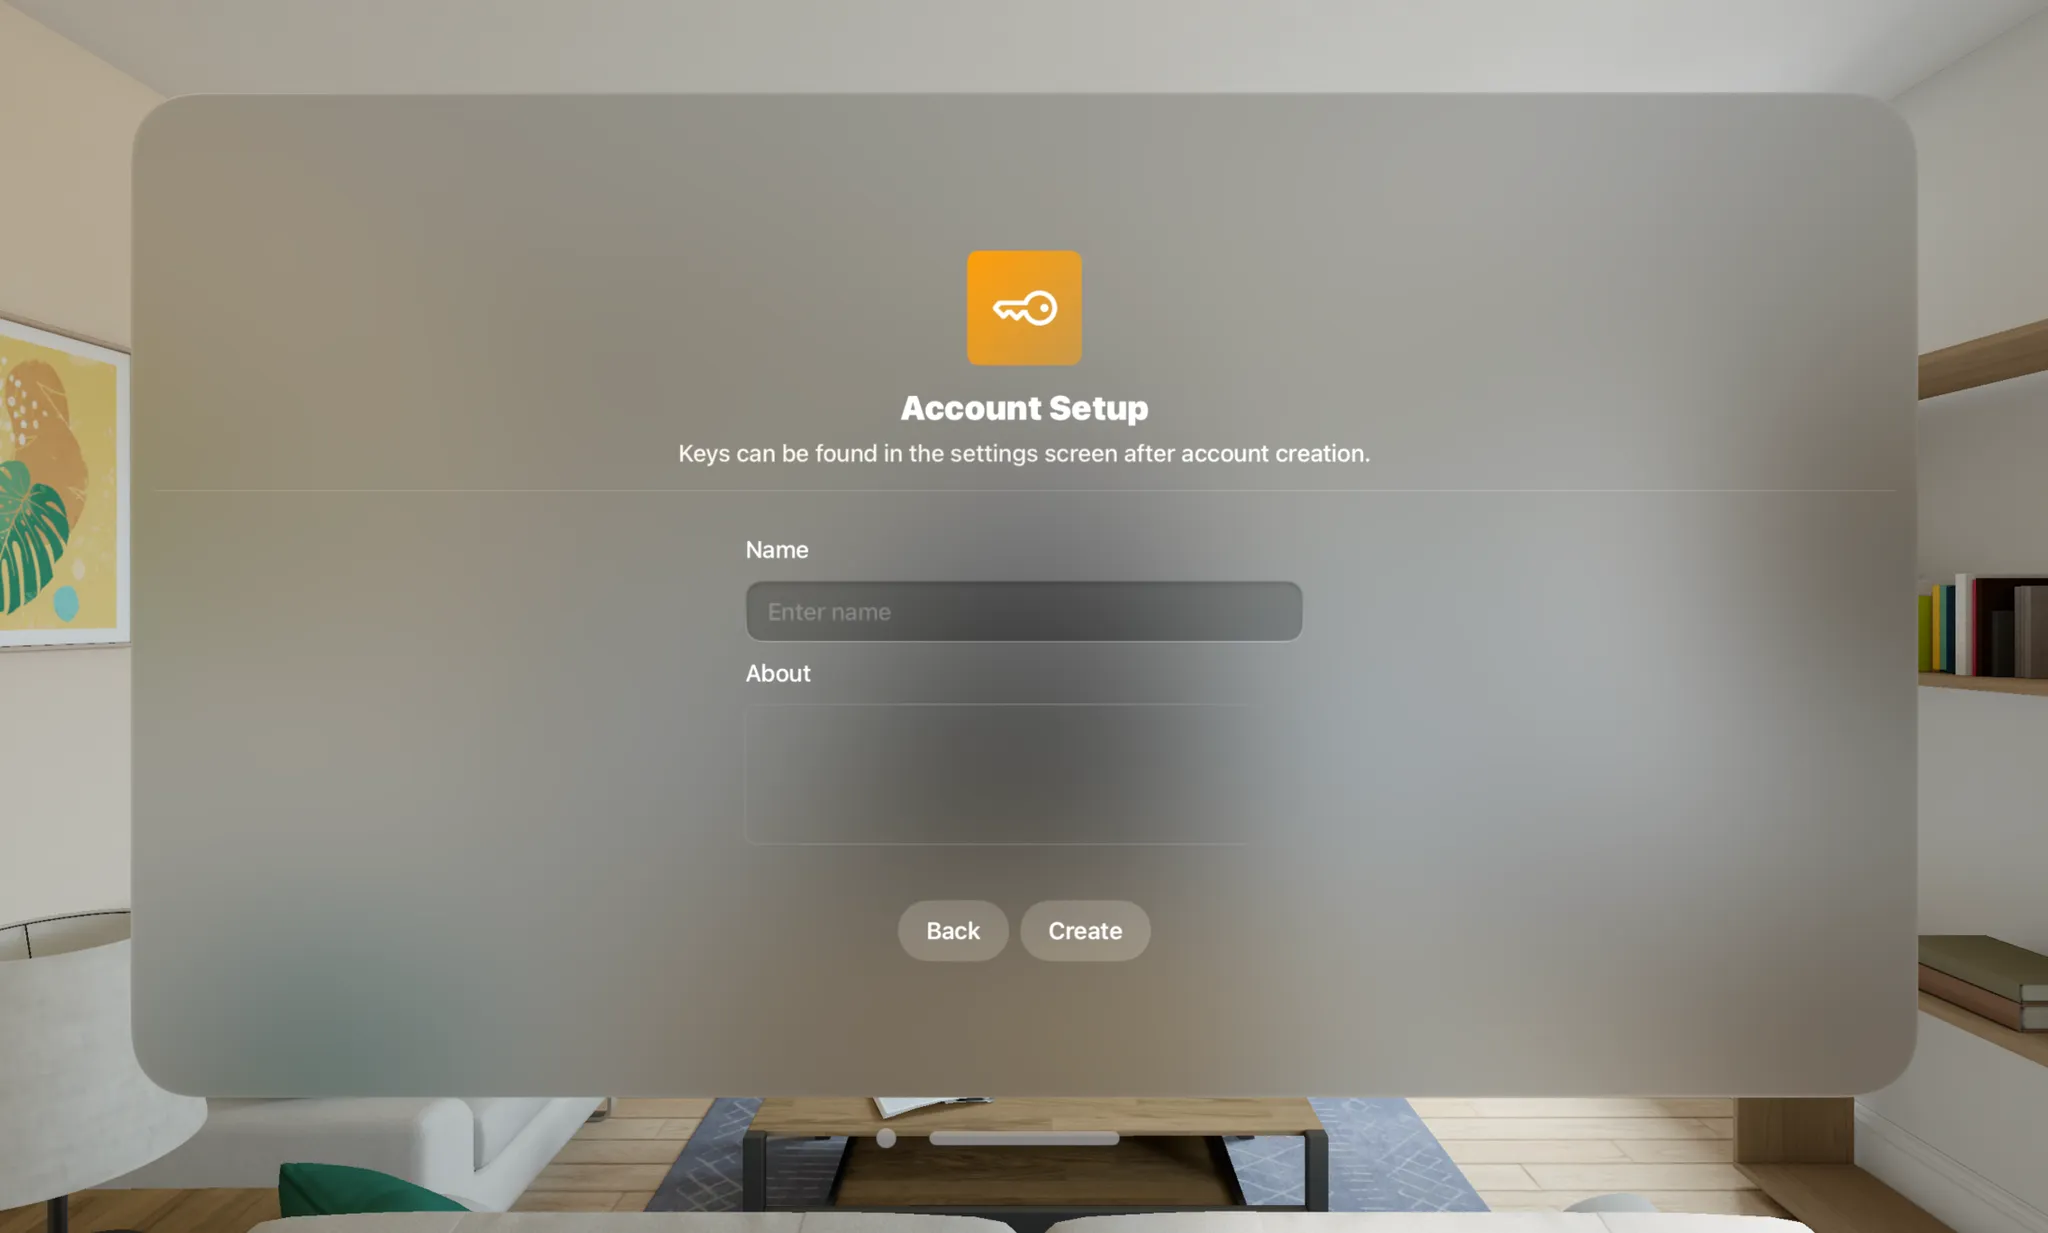 Account Setup
Keys can be found in the settings screen after account creation.
Name
Enter name
About
Back
Create